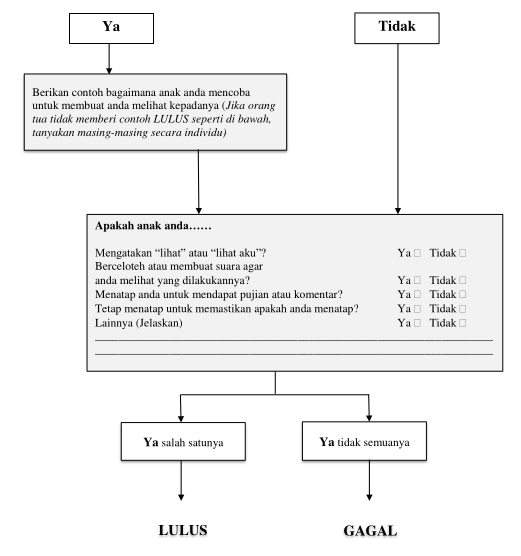 Ya
Tidak
Berikan contoh bagaimana anak anda mencoba
untuk membuat anda melihat kepadanya (Jika orang
tua tidak memberi contoh LULUS seperti di bawah,
tanyakan masing-masing secara individu)
Apakah anak anda……
Mengatakan “lihat” atau “lihat aku”? Ya □ Tidak □
Berceloteh atau membuat suara agar
anda melihat yang dilakukannya? Ya □ Tidak □
Menatap anda untuk mendapat pujian atau komentar? Ya □ Tidak □
Tetap menatap untuk memastikan apakah anda menatap? Ya □ Tidak □
Lainnya (Jelaskan) Ya □ Tidak □
Ya salah satunya
Ya tidak semuanya
LULUS
GAGAL